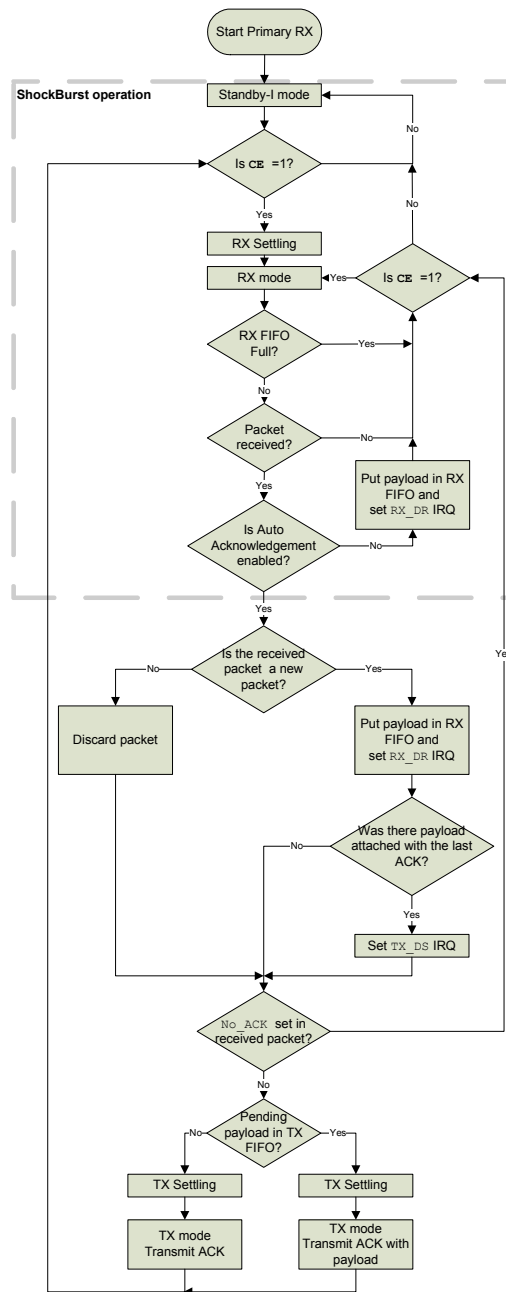 Start Primary RX
ShockBurst operation
Standby-I mode
No
Is CE =1?
No
Yes
RX Settling
RX mode
Yes
Is CE =1?
RX FIFO
Full?
Yes
No
Packet
received?
No
Put payload in RX
FIFO and
set RX_DR IRQ
Yes
Is Auto
Acknowledgement
enabled?
No
Yes
Is the received
packet a new
packet?
No
Yes
Discard packet
Put payload in RX
FIFO and
set RX_DR IRQ
Was there payload
attached with the last
ACK?
No
Yes
Set TX_DS IRQ
No_ACK set in
received packet?
No
Pending
payload in TX
FIFO?
No
Yes
TX Settling
TX Settling
TX mode
Transmit ACK
TX mode
Transmit ACK with
payload